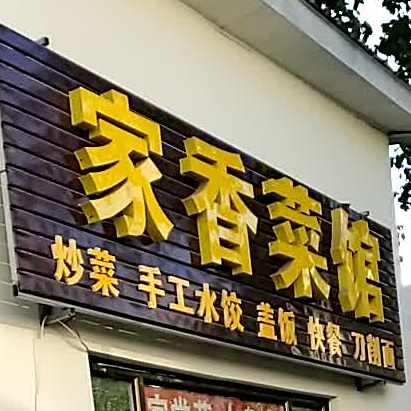 家香菜馆
炒菜 手工水饺 盖饭 快餐 刀削面